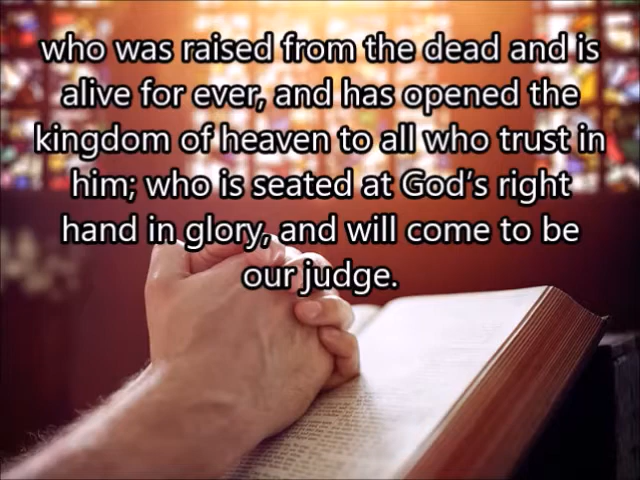 who was raised from the dead and is
alive for ever, and has opened the
kingdom of heaven to all who trust in
him; who is seated at God's right
hand in glory, and will come to be
our judge.